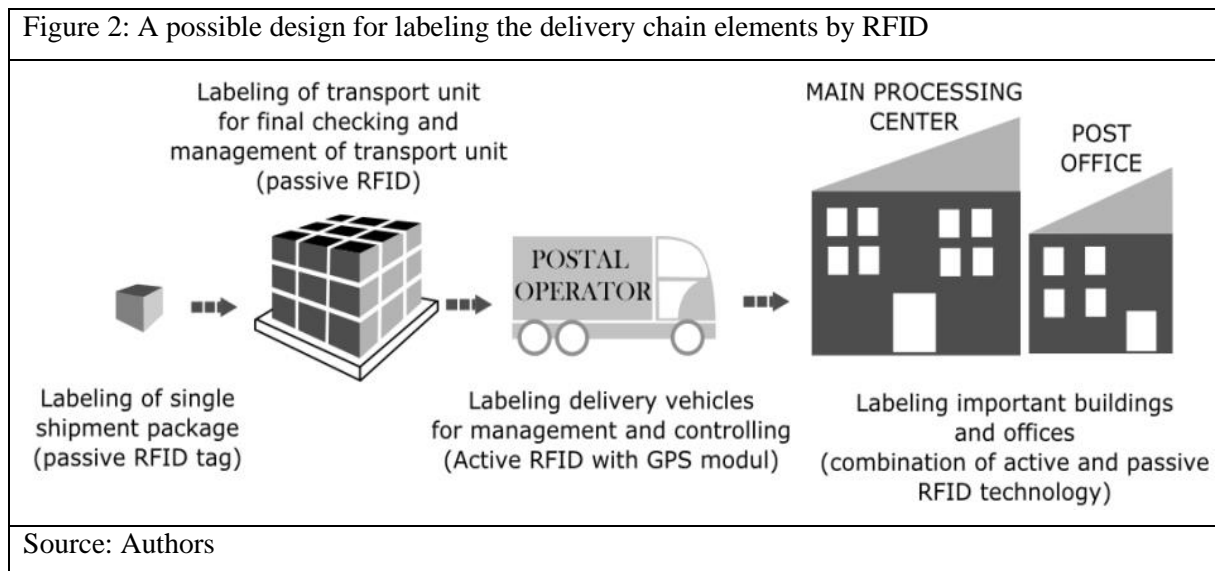 Figure 2: A possible design for labeling the delivery chain elements by RFID
Labeling of transport unit
for final checking and
management of transport unit
(passive RFID)
MAIN PROCESSING
CENTER
POST
OFFICE
POSTAL
OPERATOR
Labeling of single
shipment package
(passive RFID tag)
Labeling delivery vehicles
for management and controlling
(Active RFID with GPS modul)
Labeling important buildings
and offices
(combination of active and passive
RFID technology)
Source: Authors